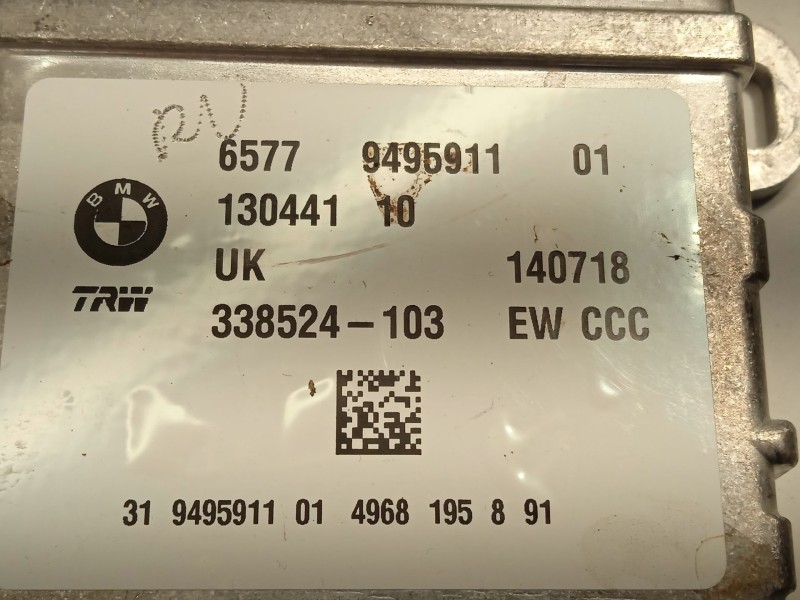 6577 9495911 01
BMW
130441 10
UK 140718
TRW
338524-103 EW CCC
31 9495911 01 4968 195 8 91